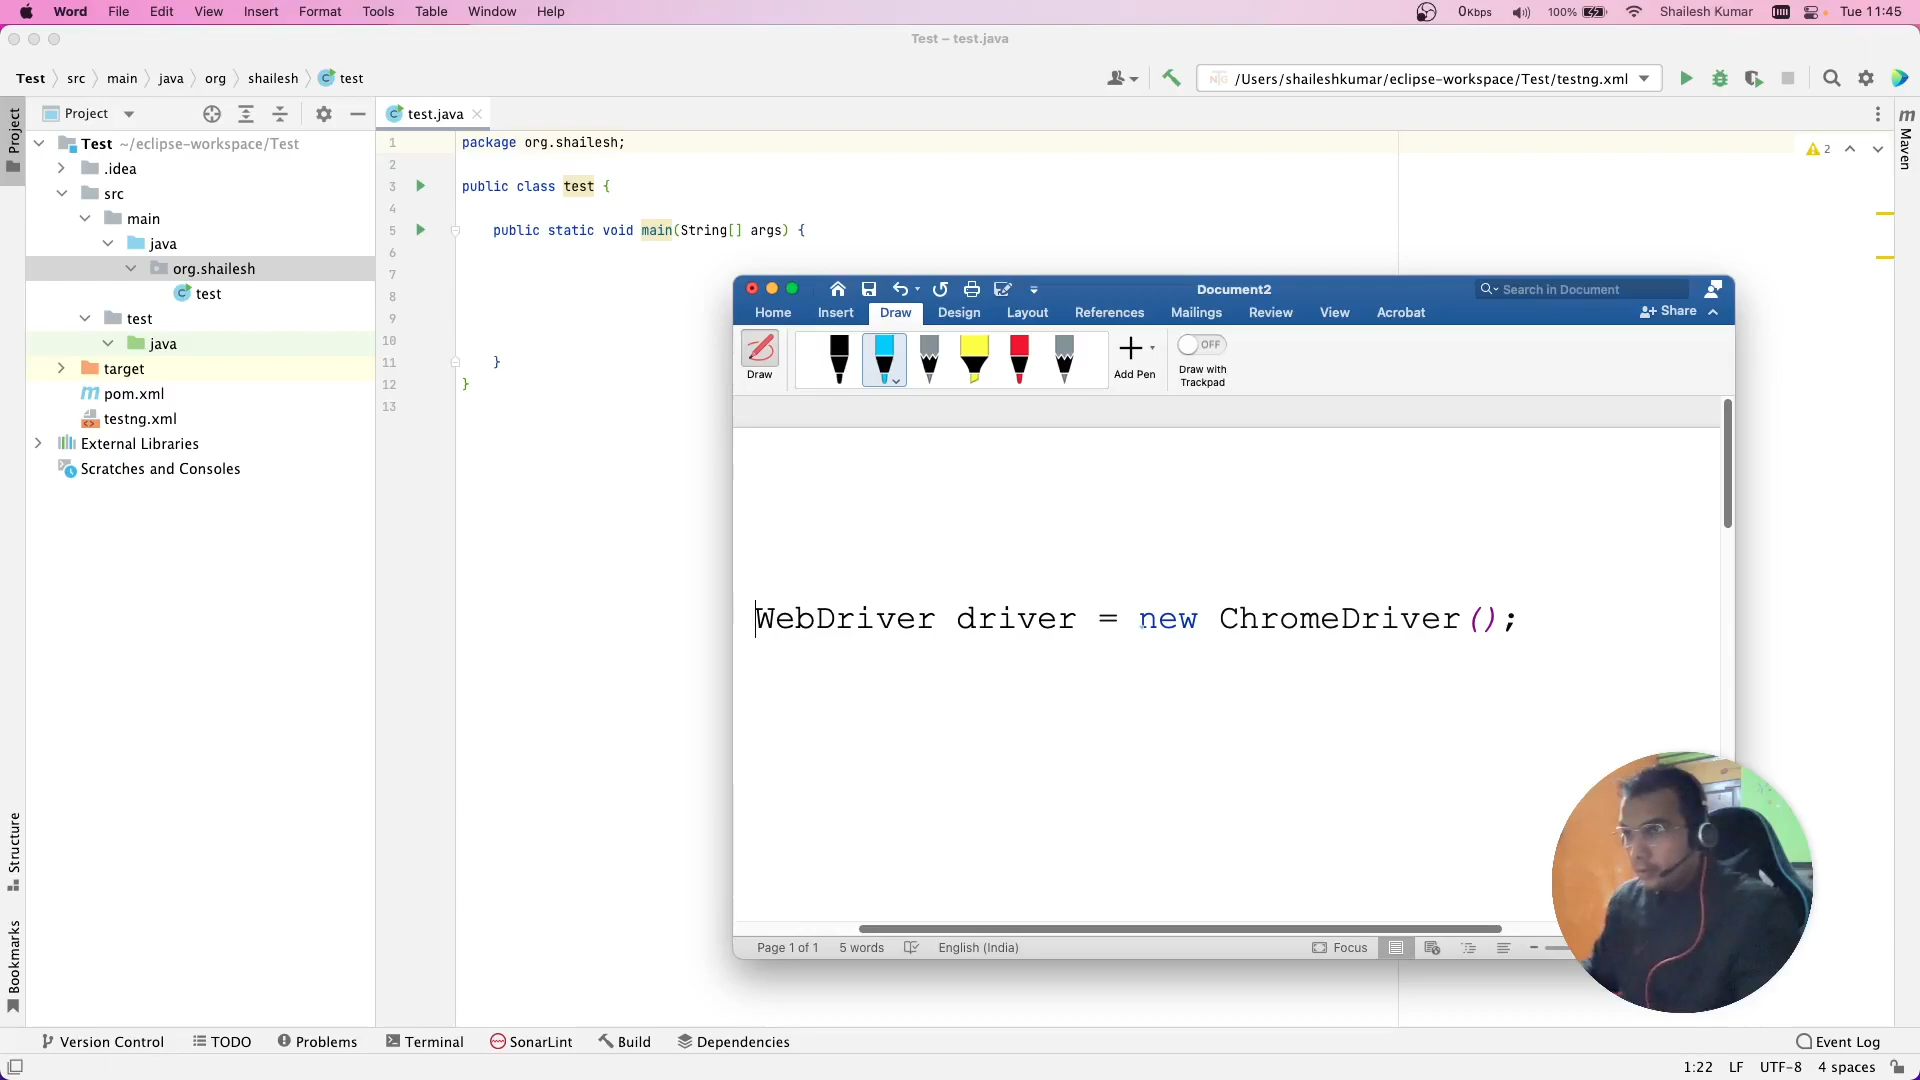 Word File Edit View Insert Format Tools Table Window Help 0Kbps 100% Shailesh Kumar Tue 11:45
Test – test.java
Test src main java org shailesh test /Users/shaileshkumar/eclipse-workspace/Test/testng.xml
Project
Project
test.java
Maven
Test ~/eclipse-workspace/Test
.idea
src
main
java
org.shailesh
test
test
java
target
pom.xml
testng.xml
External Libraries
Scratches and Consoles
2
1 package org.shailesh;
2
3 public class test {
4
5 public static void main(String[] args) {
6
7
8
9
10
11 }
12 }
13
Document2
Search in Document
Home Insert Draw Design Layout References Mailings Review View Acrobat Share
Draw
Add Pen
OFF
Draw with
Trackpad
WebDriver driver = new ChromeDriver();
Page 1 of 1 5 words English (India) Focus
Structure
Bookmarks
Version Control TODO Problems Terminal SonarLint Build Dependencies Event Log
1:22 LF UTF-8 4 spaces